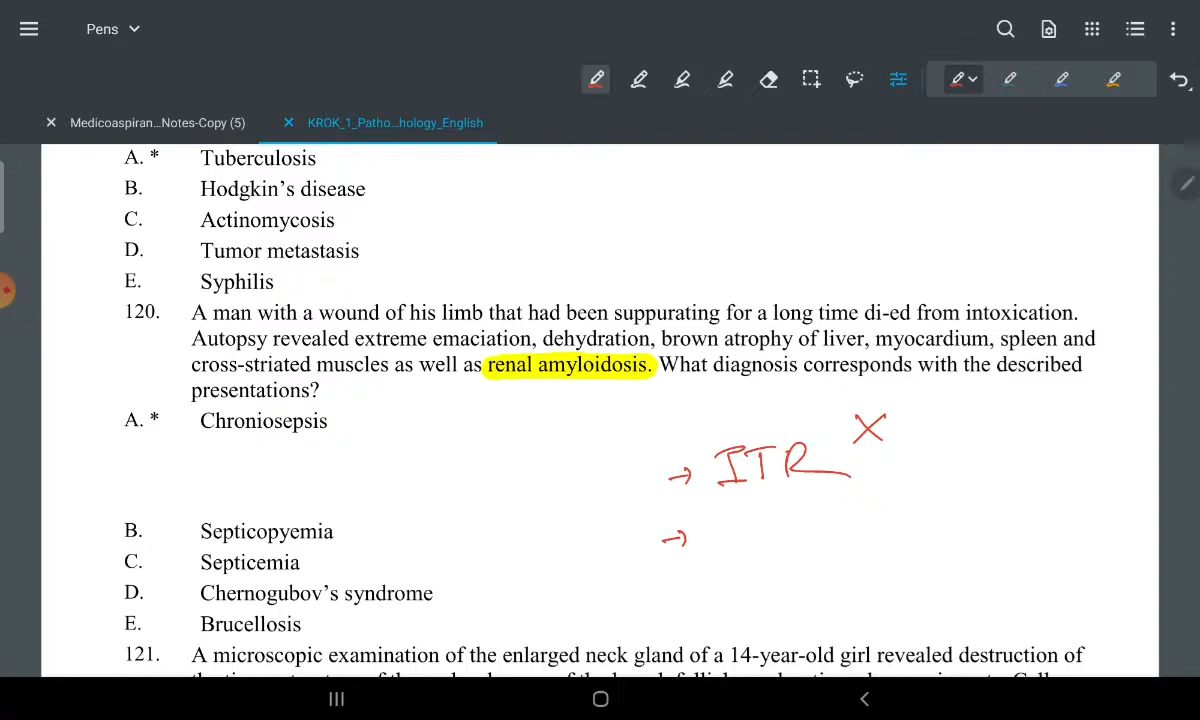 Pens
Medicoaspiran...Notes-Copy (5)
KROK_1_Patho...hology_English
A. * Tuberculosis
B. Hodgkin's disease
C. Actinomycosis
D. Tumor metastasis
E. Syphilis
120. A man with a wound of his limb that had been suppurating for a long time di-ed from intoxication.
Autopsy revealed extreme emaciation, dehydration, brown atrophy of liver, myocardium, spleen and
cross-striated muscles as well as renal amyloidosis. What diagnosis corresponds with the described
presentations?
A. * Chroniosepsis
→ ITR X
→
B. Septicopyemia
C. Septicemia
D. Chernogubov's syndrome
E. Brucellosis
121. A microscopic examination of the enlarged neck gland of a 14-year-old girl revealed destruction of